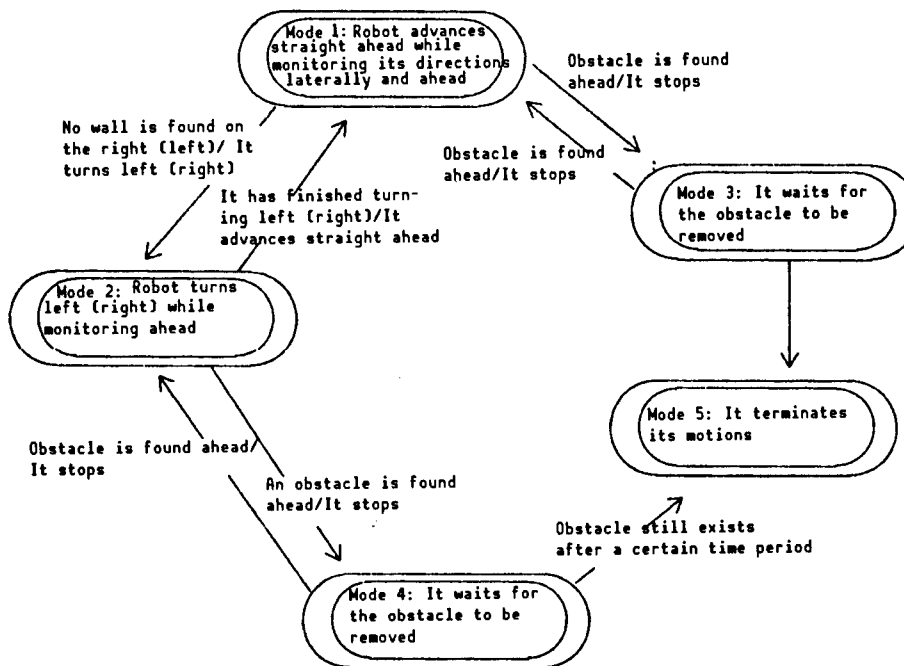 Mode 1: Robot advances
straight ahead while
monitoring its directions
laterally and ahead
Obstacle is found
ahead/It stops
No wall is found on
the right (left)/ It
turns left (right)
Obstacle is found
ahead/It stops
It has finished turn-
ing left (right)/It
advances straight ahead
Mode 3: It waits for
the obstacle to be
removed
Mode 2: Robot turns
left (right) while
monitoring ahead
Mode 5: It terminates
its motions
Obstacle is found ahead/
It stops
An obstacle is found
ahead/It stops
Obstacle still exists
after a certain time period
Mode 4: It waits for
the obstacle to be
removed